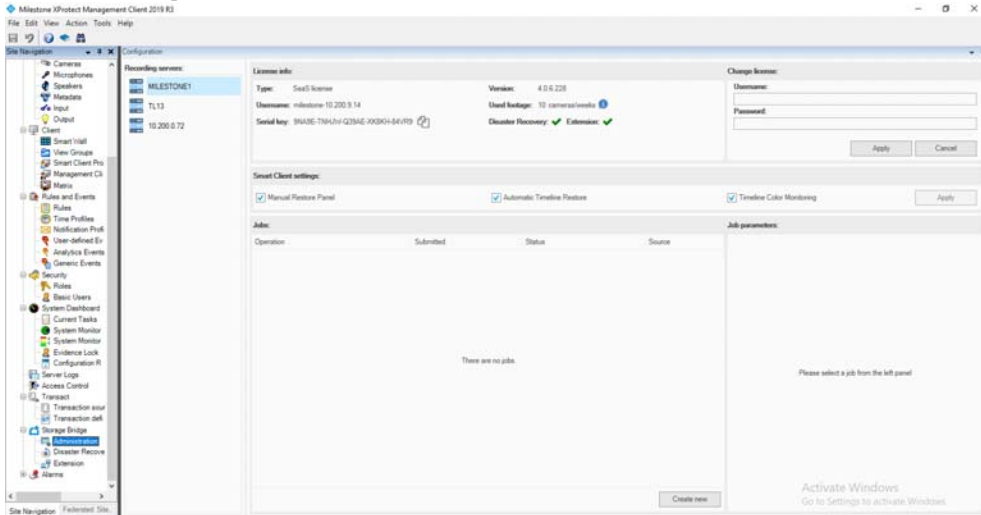 Milestone XProtect Management Client 2019 R3
File Edit View Action Tools Help
Site Navigation
Configuration
Cameras
Microphones
Speakers
Metadata
Input
Output
Client
Smart Wall
View Groups
Smart Client Pro
Management Cli
Matrix
Rules and Events
Rules
Time Profiles
Notification Profi
User-defined Ev
Analytics Events
Generic Events
Security
Roles
Basic Users
System Dashboard
Current Tasks
System Monitor
System Monitor
Evidence Lock
Configuration R
Server Logs
Access Control
Transact
Transaction sour
Transaction defi
Storage Bridge
Administration
Disaster Recove
Extension
Alarms
Site Navigation Federated Site
Recording servers:
MILESTONE1
TL13
10.200.0.72
License info:
Type: SaaS license
Version: 4.0.6.228
Username: milestone-10.200.9.14
Used footage: 10 cameras/weeks
Serial key:
Disaster Recovery: Extension:
Change license:
Username:
Password:
Apply Cancel
Smart Client settings:
Manual Restore Panel Automatic Timeline Restore Timeline Color Monitoring Apply
Jobs:
Operation Submitted Status Source
There are no jobs.
Create new
Job parameters:
Please select a job from the left panel
Activate Windows
Go to Settings to activate Windows.